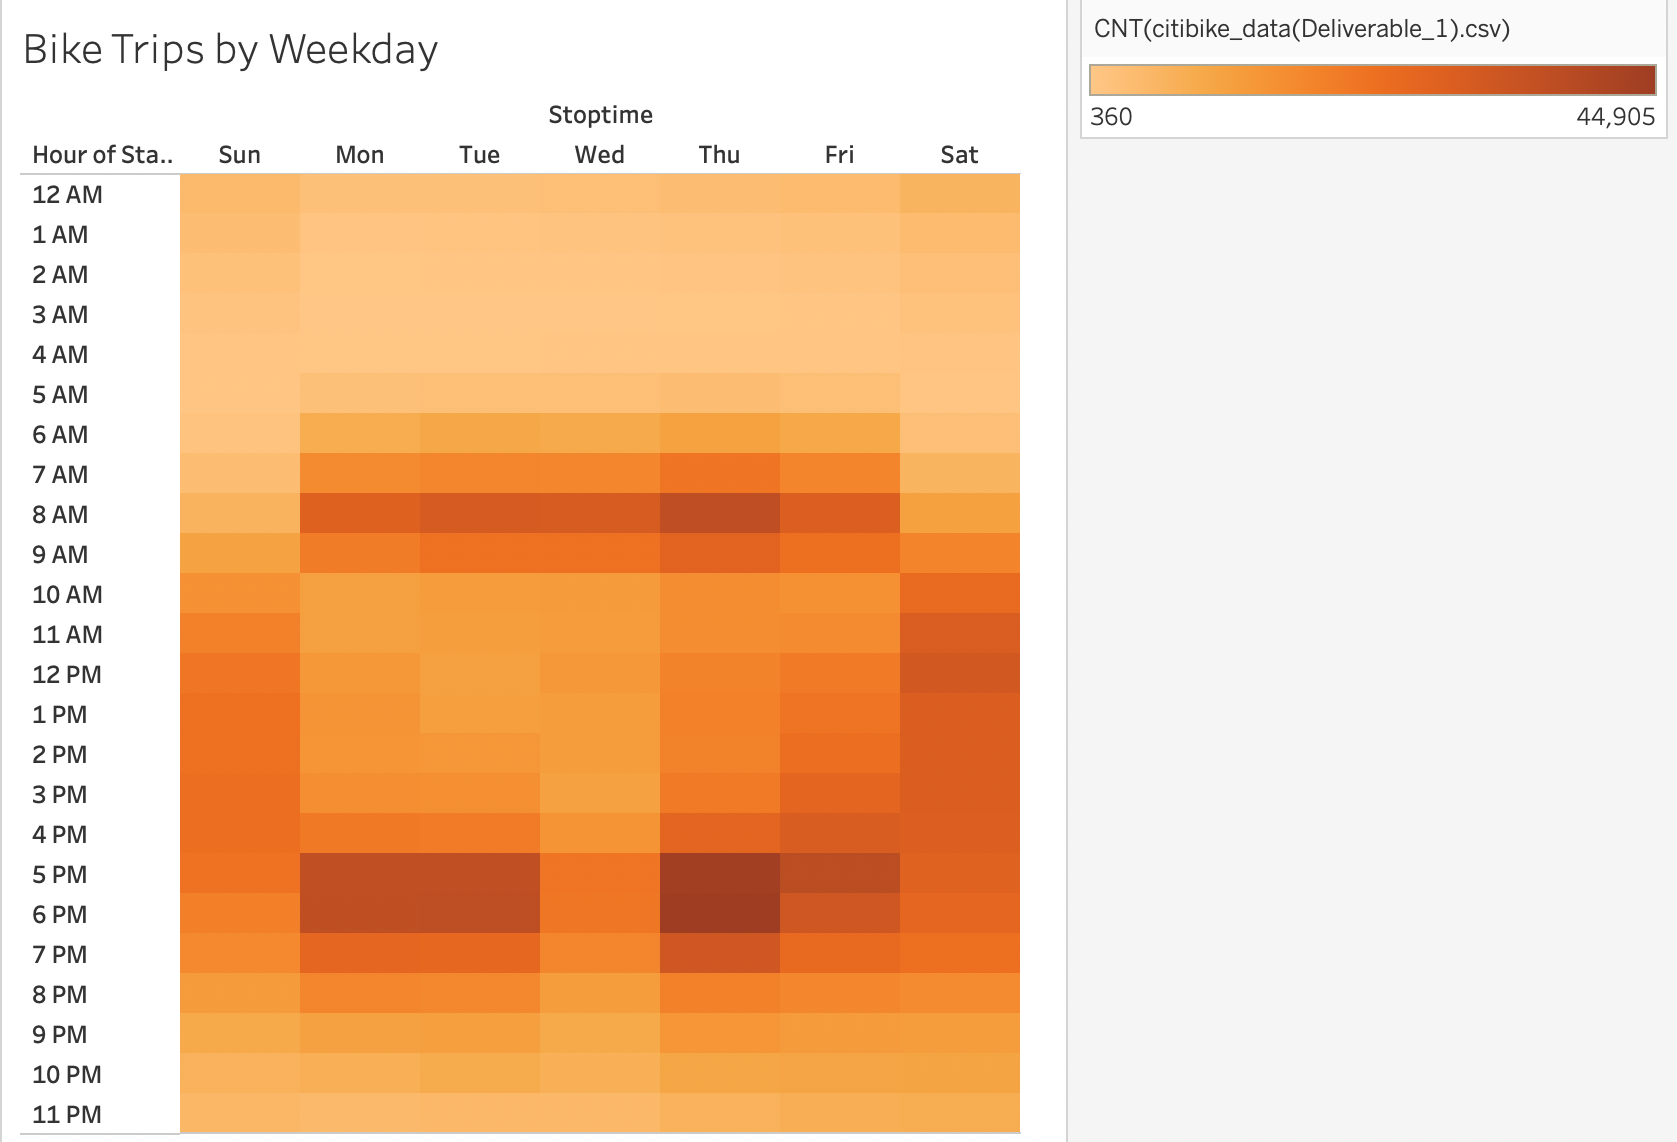 Bike Trips by Weekday
Stoptime
Hour of Sta.. Sun Mon Tue Wed Thu Fri Sat
12 AM
1 AM
2 AM
3 AM
4 AM
5 AM
6 AM
7 AM
8 AM
9 AM
10 AM
11 AM
12 PM
1 PM
2 PM
3 PM
4 PM
5 PM
6 PM
7 PM
8 PM
9 PM
10 PM
11 PM
CNT(citibike_data(Deliverable_1).csv)
360 44,905